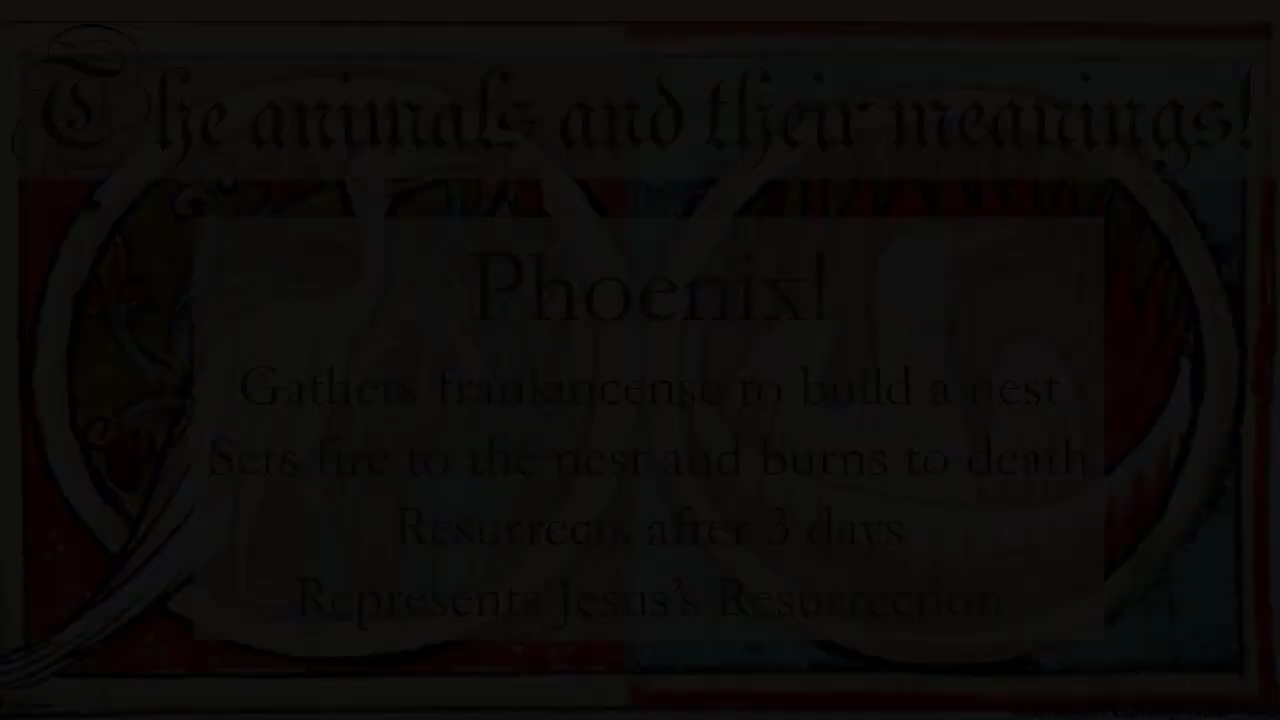 The animals and their meanings!
Phoenix!
Gathers frankincense to build a nest
Sets fire to the nest and burns to death
Resurrects after 3 days
Represents Jesus's Resurrection